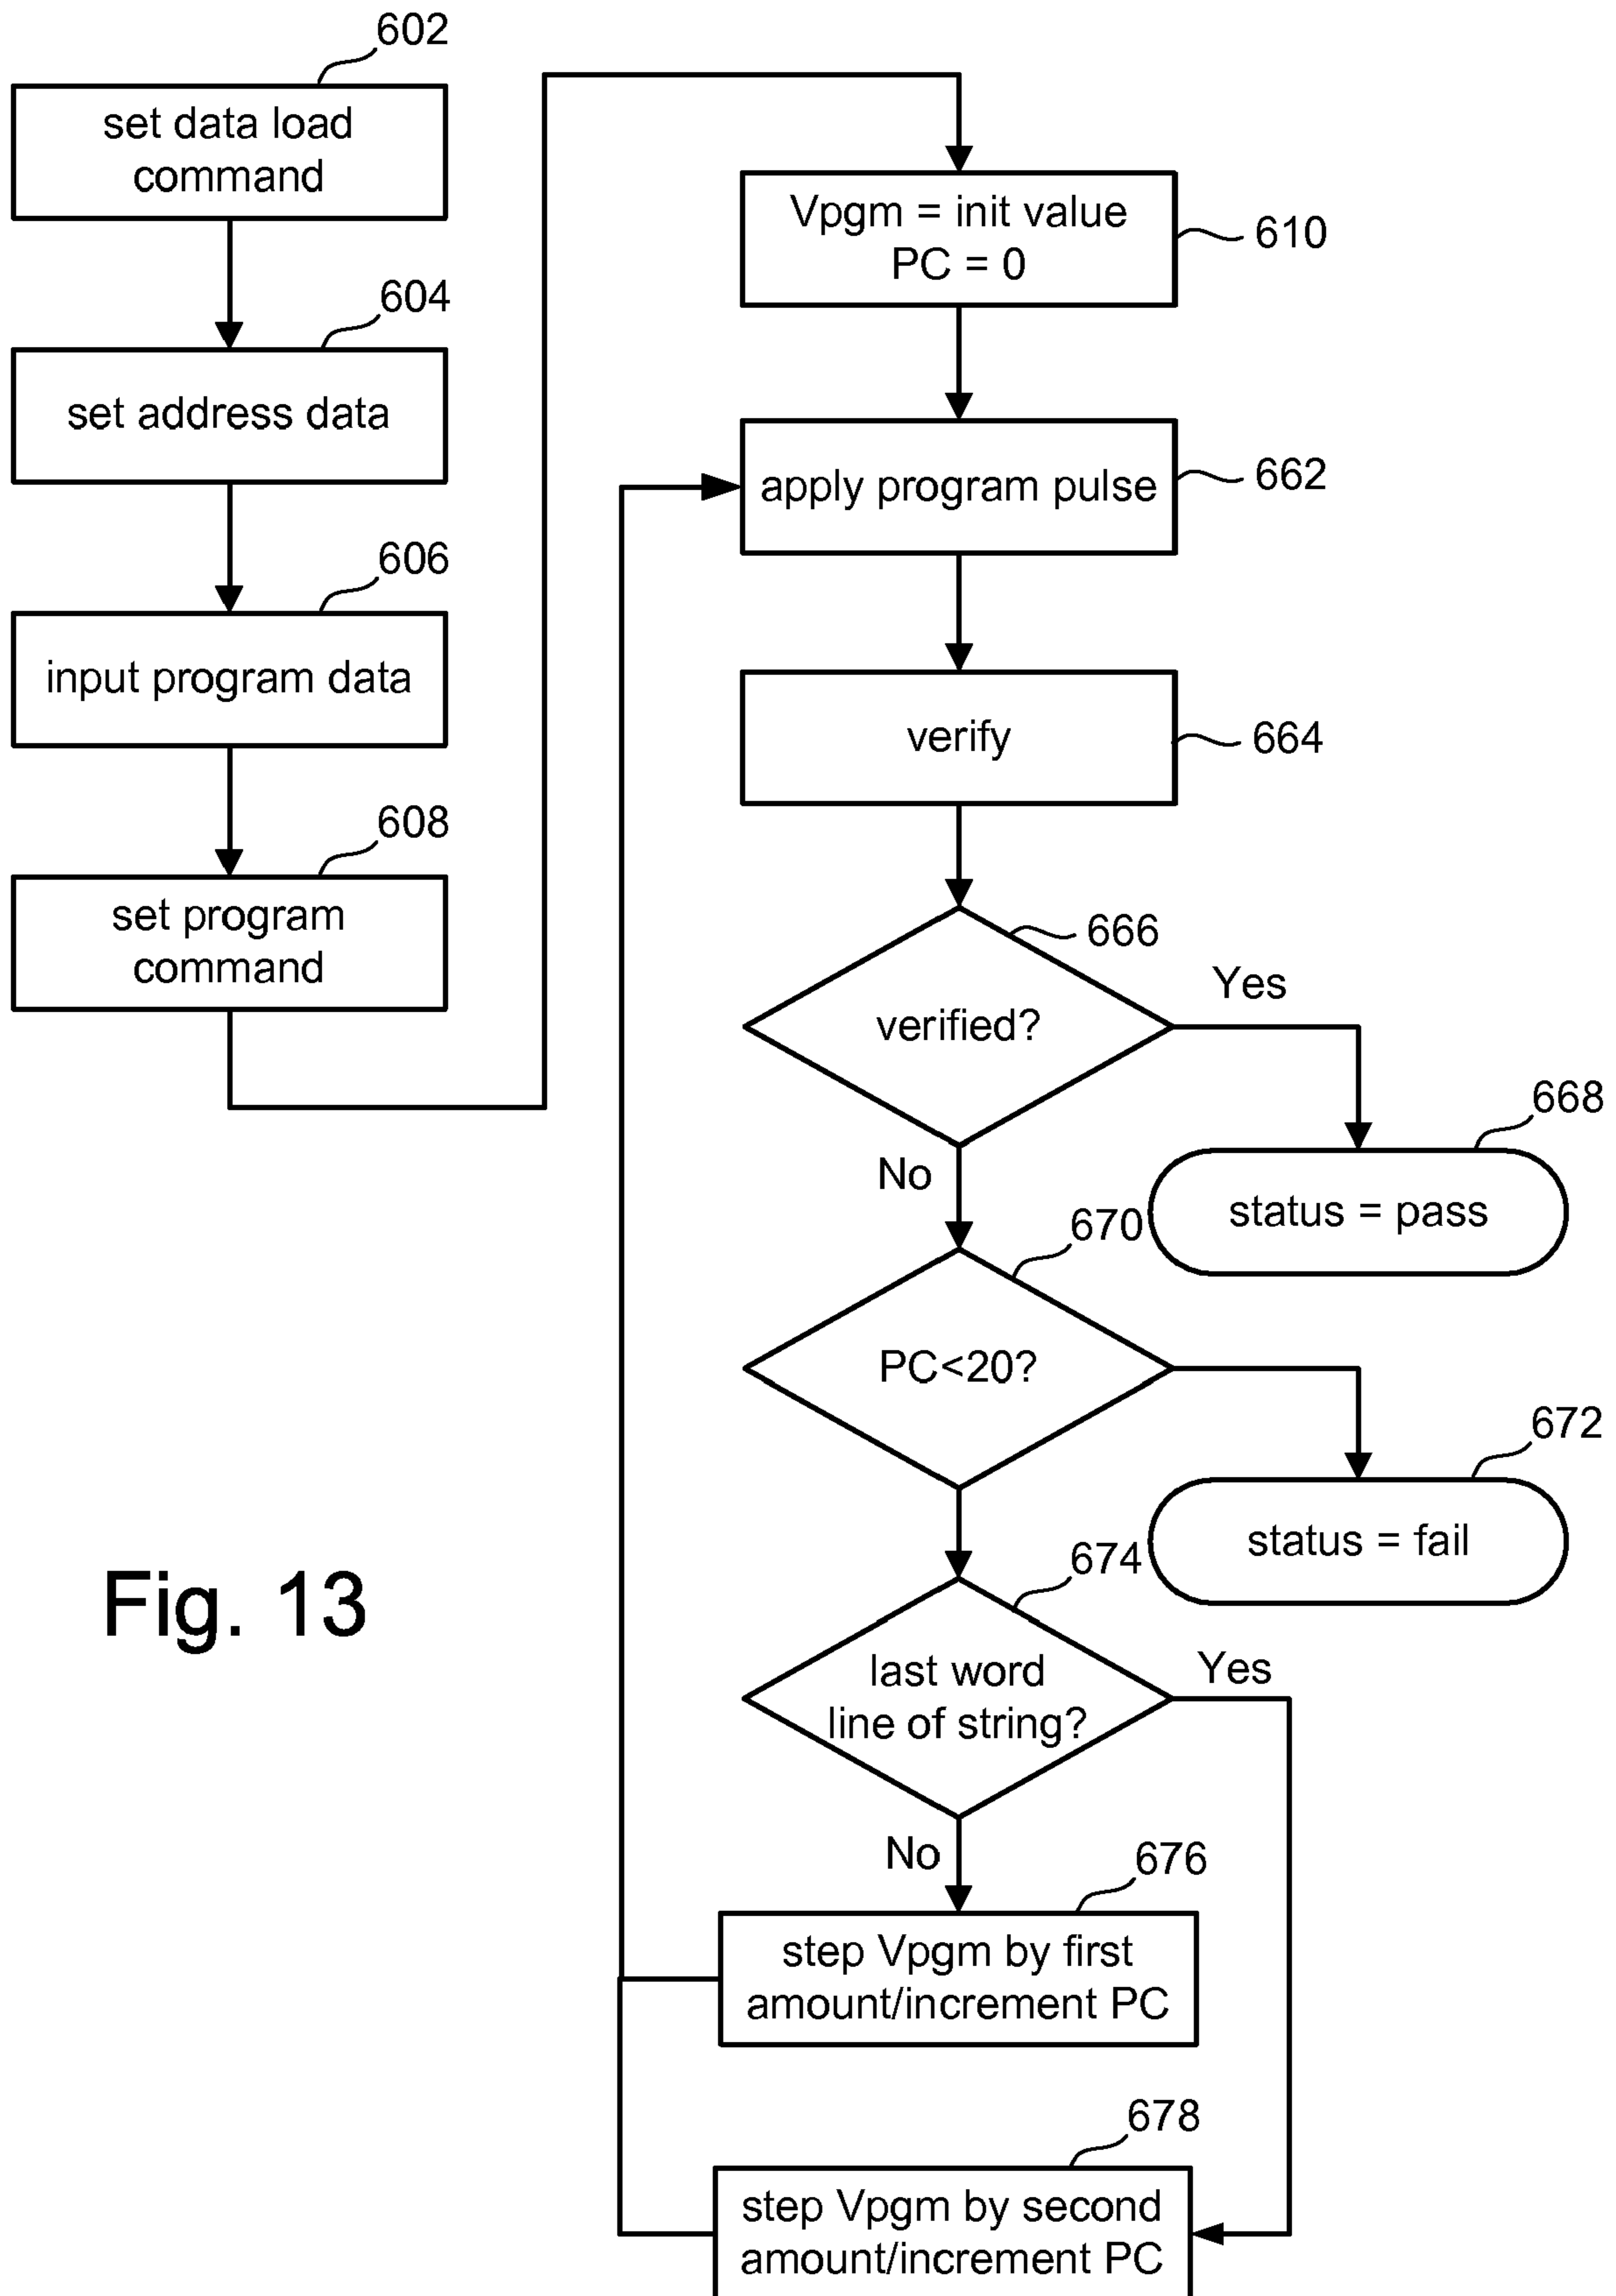 602
set data load
command
604
set address data
606
input program data
608
set program
command
Vpgm = init value
PC = 0
610
apply program pulse
662
verify
664
666
verified?
Yes
No
668
status = pass
670
PC<20?
672
status = fail
674
last word
line of string?
Yes
No
676
step Vpgm by first
amount/increment PC
678
step Vpgm by second
amount/increment PC
Fig. 13